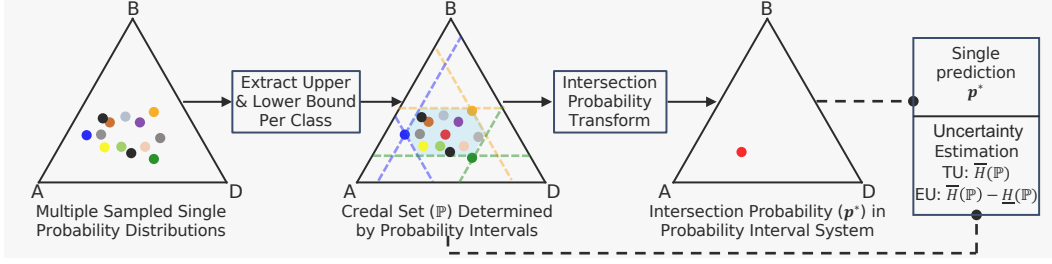 B
A
D
Multiple Sampled Single
Probability Distributions
Extract Upper
& Lower Bound
Per Class
B
A
D
Credal Set (ℙ) Determined
by Probability Intervals
Intersection
Probability
Transform
B
A
D
Intersection Probability (p*) in
Probability Interval System
Single
prediction
p*
Uncertainty
Estimation
TU: H̅(ℙ)
EU: H̅(ℙ) − H̲(ℙ)